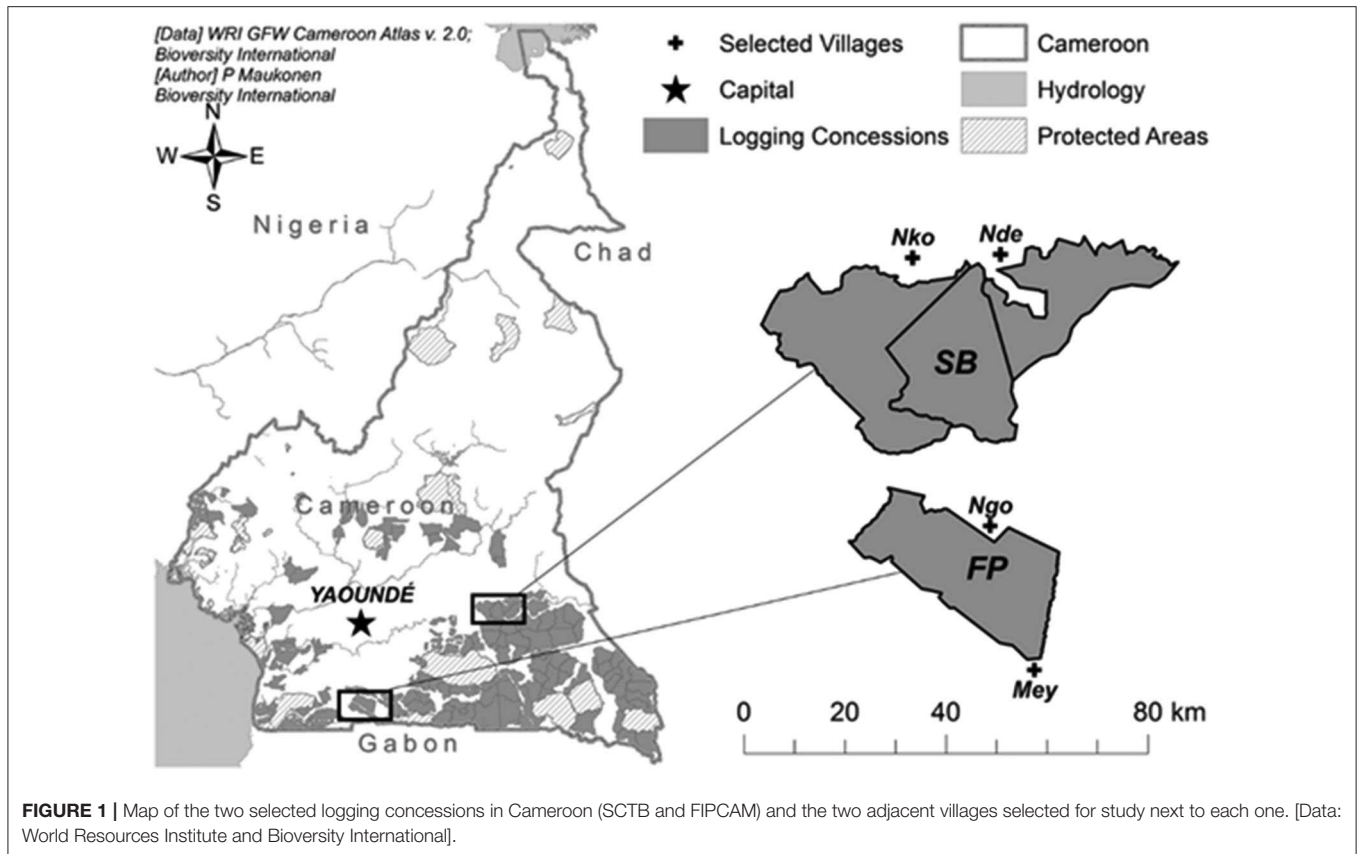 [Data] WRI GFW Cameroon Atlas v. 2.0;
Bioversity International
[Author] P Maukonen
Bioversity International
N
W E
S
Selected Villages
Capital
Logging Concessions
Cameroon
Hydrology
Protected Areas
Nigeria
Chad
Cameroon
YAOUNDÉ
Gabon
Nko
Nde
SB
Ngo
FP
Mey
0 20 40 80 km
FIGURE 1 | Map of the two selected logging concessions in Cameroon (SCTB and FIPCAM) and the two adjacent villages selected for study next to each one. [Data:
World Resources Institute and Bioversity International].